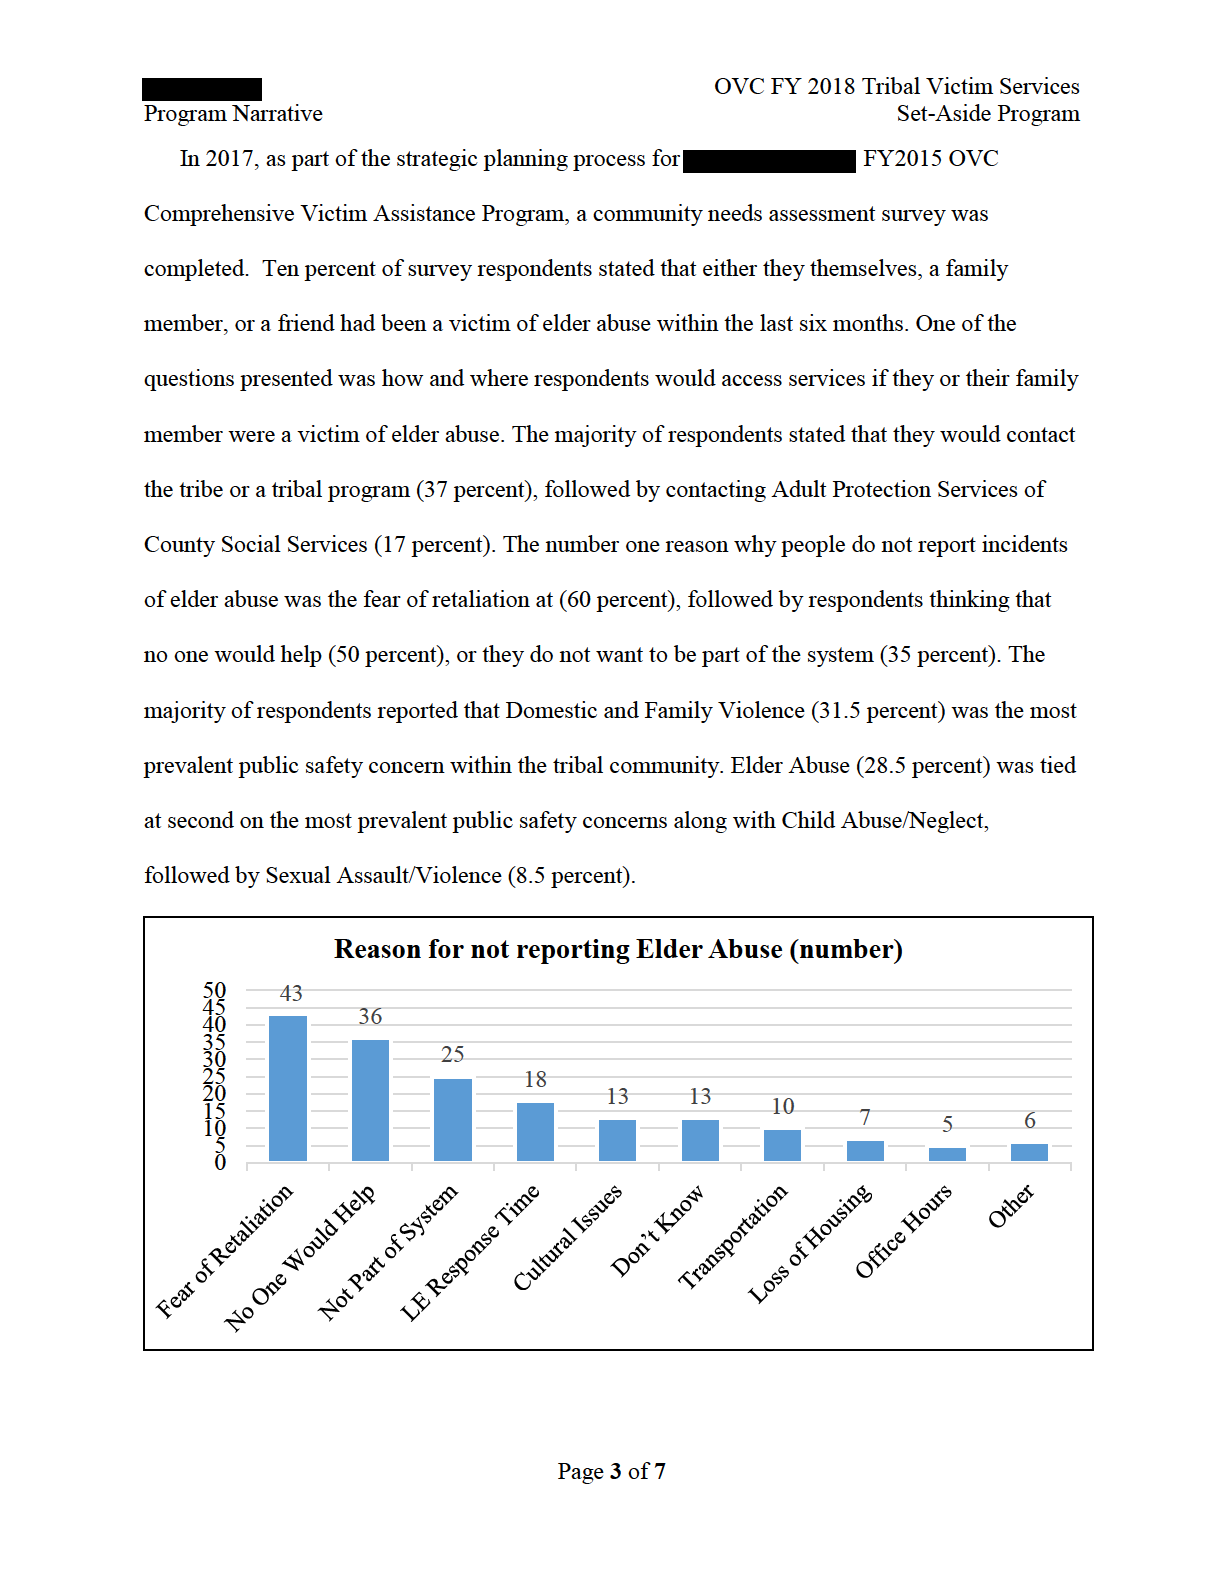 OVC FY 2018 Tribal Victim Services
Program Narrative Set-Aside Program
In 2017, as part of the strategic planning process for FY2015 OVC
Comprehensive Victim Assistance Program, a community needs assessment survey was
completed.  Ten percent of survey respondents stated that either they themselves, a family
member, or a friend had been a victim of elder abuse within the last six months. One of the
questions presented was how and where respondents would access services if they or their family
member were a victim of elder abuse. The majority of respondents stated that they would contact
the tribe or a tribal program (37 percent), followed by contacting Adult Protection Services of
County Social Services (17 percent). The number one reason why people do not report incidents
of elder abuse was the fear of retaliation at (60 percent), followed by respondents thinking that
no one would help (50 percent), or they do not want to be part of the system (35 percent). The
majority of respondents reported that Domestic and Family Violence (31.5 percent) was the most
prevalent public safety concern within the tribal community. Elder Abuse (28.5 percent) was tied
at second on the most prevalent public safety concerns along with Child Abuse/Neglect,
followed by Sexual Assault/Violence (8.5 percent).
Reason for not reporting Elder Abuse (number)
50
45
40
35
30
25
20
15
10
5
0
43
36
25
18
13
13
10
7
5
6
Fear of Retaliation
No One Would Help
Not Part of System
LE Response Time
Cultural Issues
Don't Know
Transportation
Loss of Housing
Office Hours
Other
Page 3 of 7